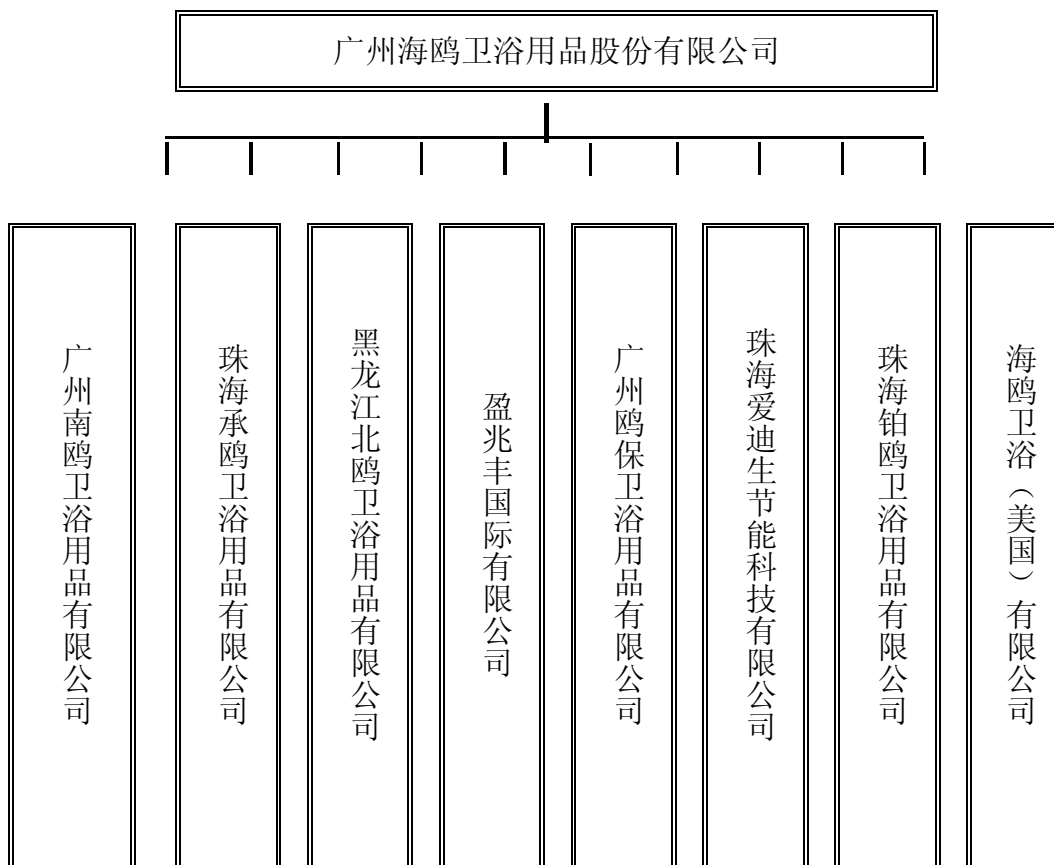 广州海鸥卫浴用品股份有限公司
广州南鸥卫浴用品有限公司
珠海承鸥卫浴用品有限公司
黑龙江北鸥卫浴用品有限公司
盈兆丰国际有限公司
广州鸥保卫浴用品有限公司
珠海爱迪生节能科技有限公司
珠海铂鸥卫浴用品有限公司
海鸥卫浴（美国）有限公司